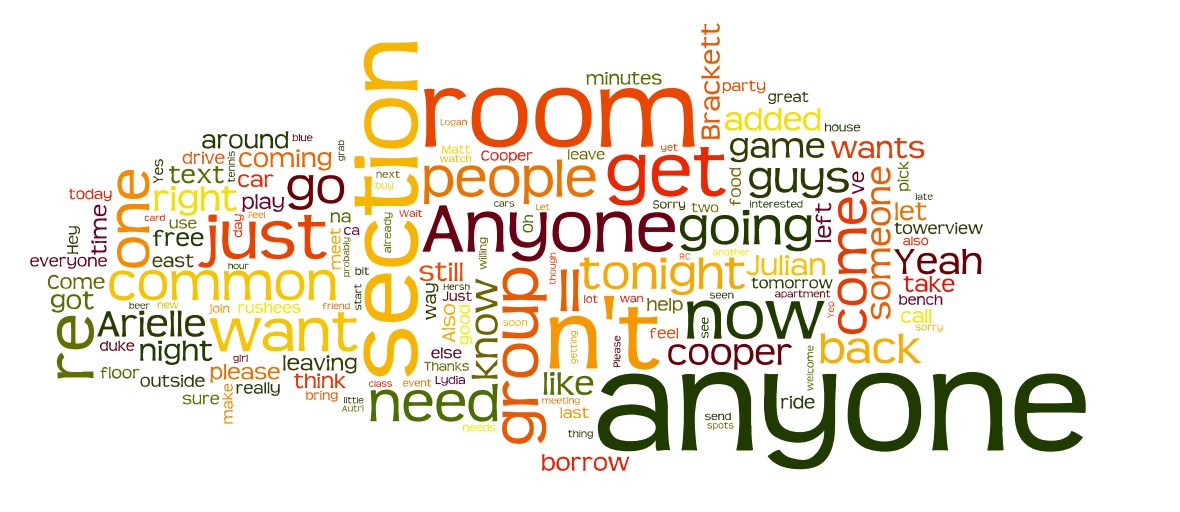 minutes
Brackett
party
great
section
room
Logan
added
house
around
blue
grab
Matt
watch
Cooper
leave
yet
game
wants
Yes
drive
tennis
coming
text
car
next
buy
people
get
food
guys
ve
pick
today
one
right
play
go
cars
Let
Sorry
two
interested
left
someone
late
let
time
card
use
day
Feel
just
na
ca
Wait
Anyone
Oh
going
come
towerview
also
Hey
free
meet
probably
already
willing
another
everyone
east
hour
bit
still
though
ll
tonight
RC
Julian
tomorrow
Yeah
take
Come
common
start
way
Hersh
Just
group
lot
wan
help
seen
apartment
bench
got
beer
new
join
rushees
friend
Also
good
know
soon
n't
now
Yep
call
sorry
re
Arielle
want
getting
Please
feel
see
duke
night
girl
leaving
else
Thanks
cooper
welcome
back
floor
outside
please
really
think
class
event
Lydia
like
anyone
sure
make
bring
little
Autri
need
needs
meeting
last
thing
send
spots
ride
borrow